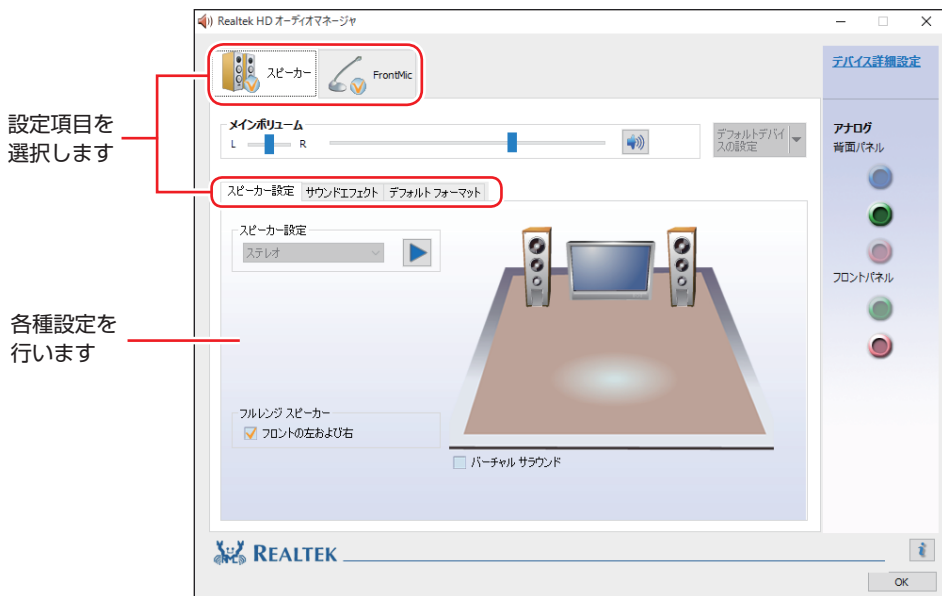 Realtek HD オーディオマネージャ
スピーカー
FrontMic
デバイス詳細設定
設定項目を
選択します
メインボリューム
L
R
デフォルトデバイ
スの設定
アナログ
背面パネル
スピーカー設定
サウンドエフェクト
デフォルト フォーマット
スピーカー設定
ステレオ
フロントパネル
各種設定を
行います
フルレンジ スピーカー
フロントの左および右
バーチャル サラウンド
REALTEK
i
OK